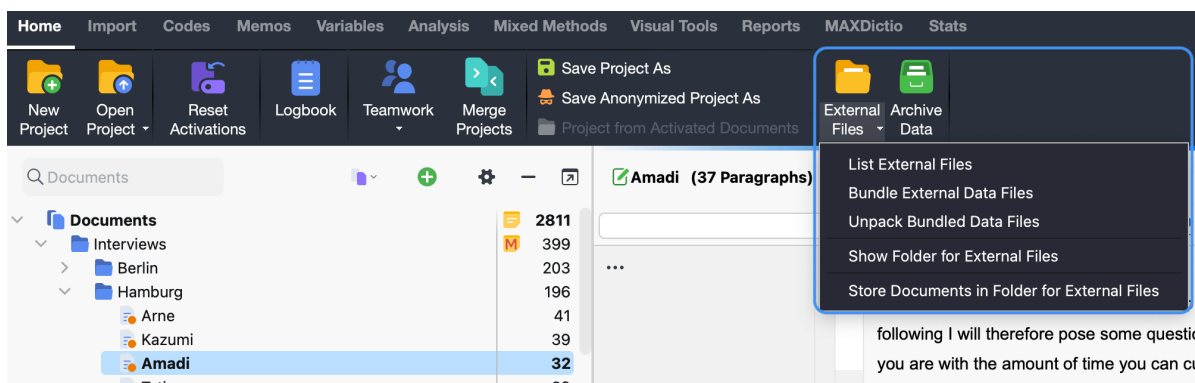 Home Import Codes Memos Variables Analysis Mixed Methods Visual Tools Reports MAXDictio Stats
New Project
Open Project
Reset Activations
Logbook
Teamwork
Merge Projects
Save Project As
Save Anonymized Project As
Project from Activated Documents
External Files
Archive Data
List External Files
Bundle External Data Files
Unpack Bundled Data Files
Show Folder for External Files
Store Documents in Folder for External Files
Documents
Documents 2811
Interviews M 399
Berlin 203
Hamburg 196
Arne 41
Kazumi 39
Amadi 32
Amadi (37 Paragraphs)
...
following I will therefore pose some
you are with the amount of time you can